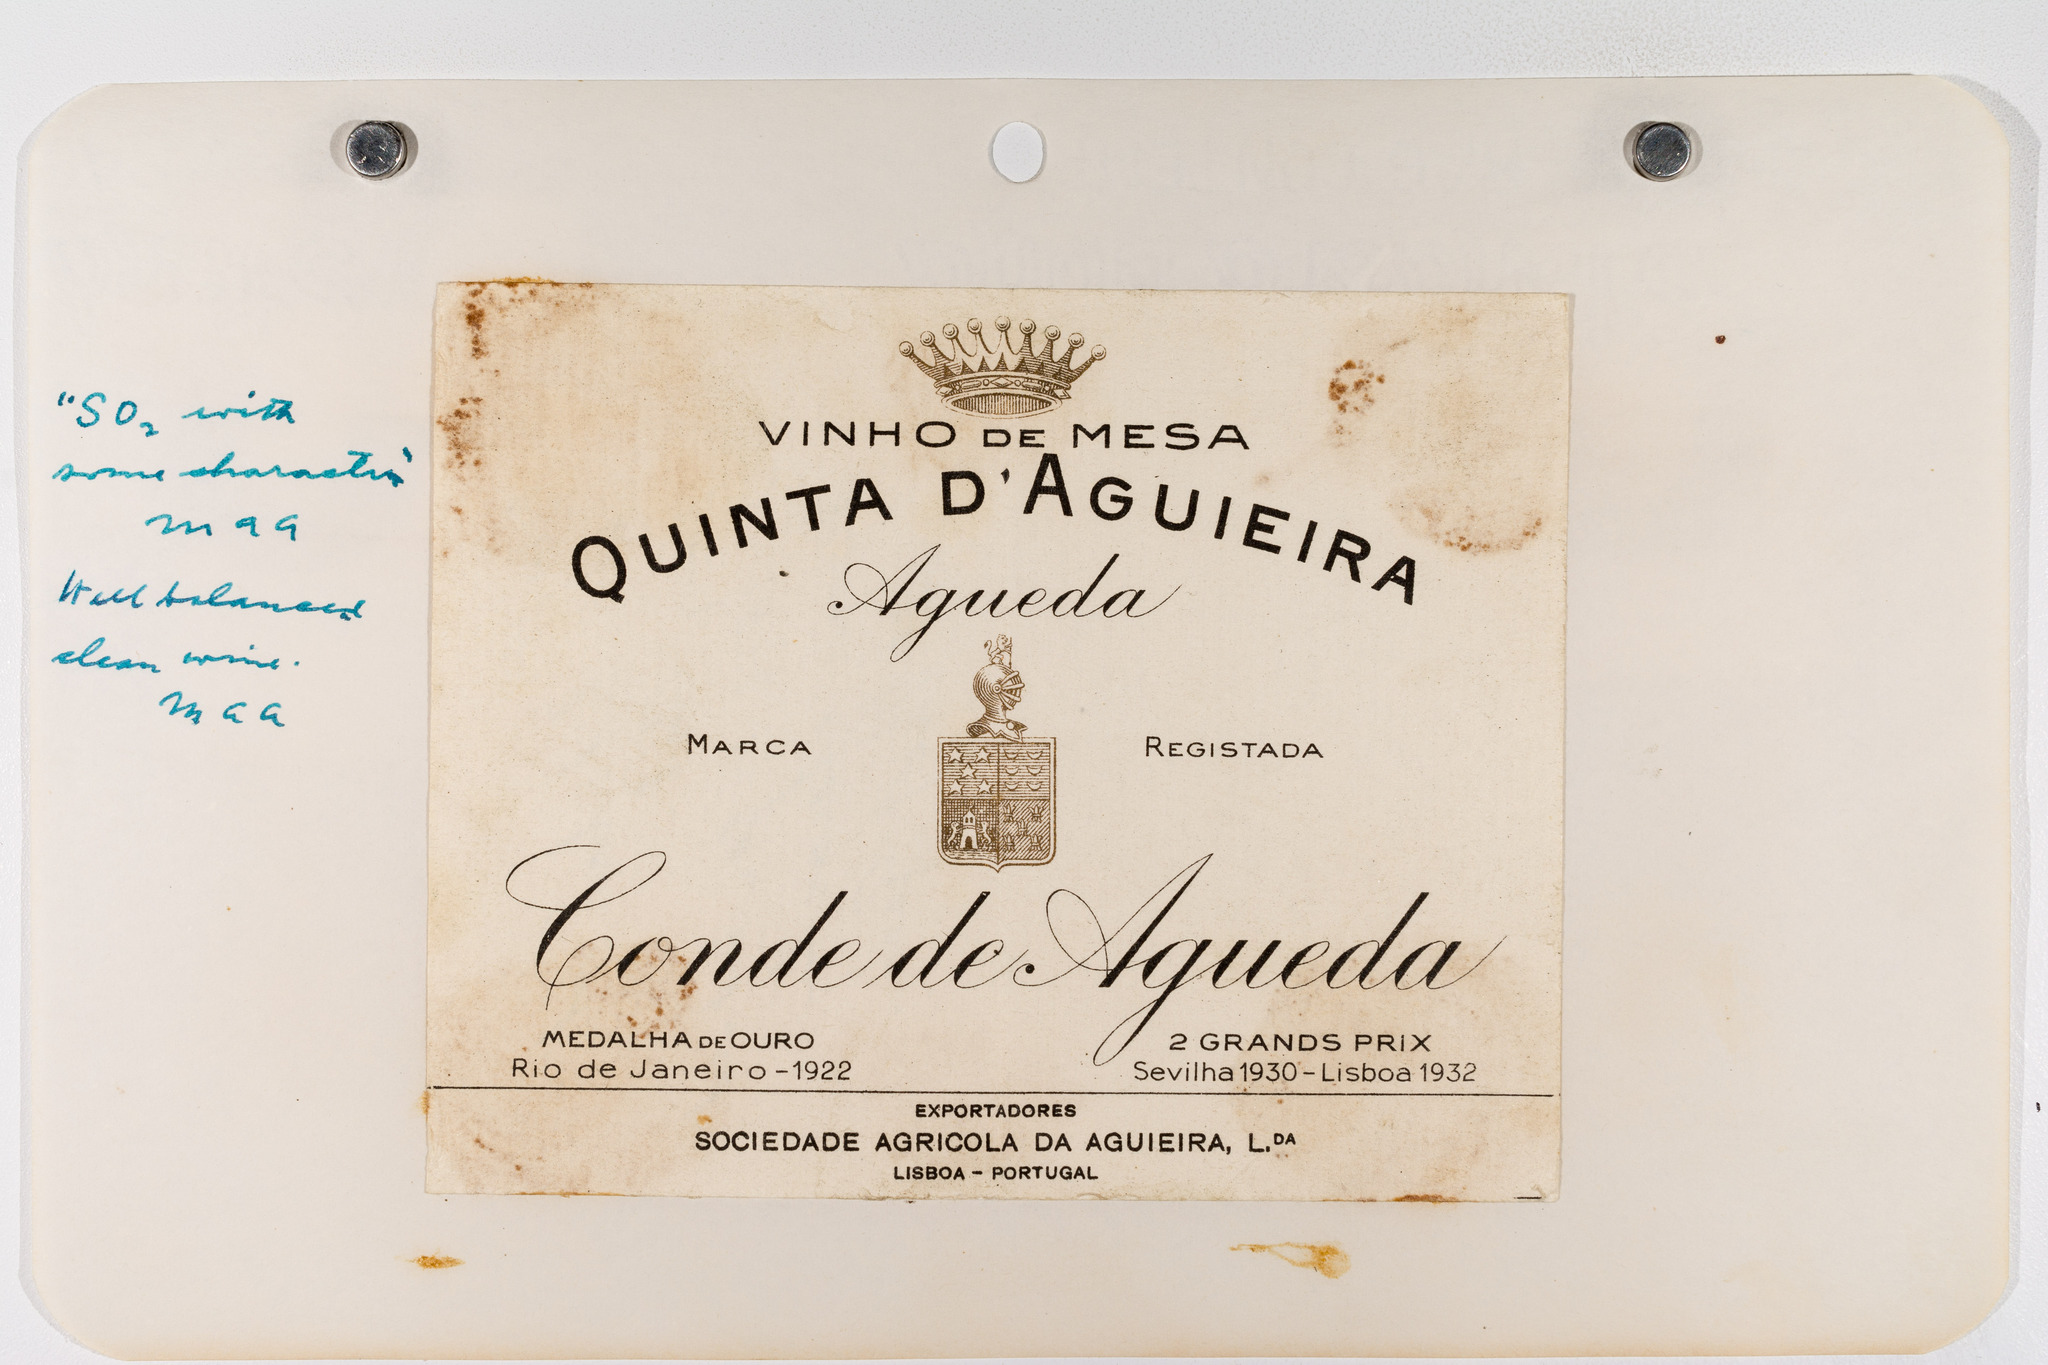 "SO₂ with
some character"
maa
Well balanced
clean wine.
maa
VINHO DE MESA
QUINTA D'AGUIEIRA
Agueda
MARCA REGISTADA
Conde de Agueda
MEDALHA DE OURO
Rio de Janeiro - 1922
2 GRANDS PRIX
Sevilha 1930 - Lisboa 1932
EXPORTADORES
SOCIEDADE AGRICOLA DA AGUIEIRA, L.DA
LISBOA - PORTUGAL